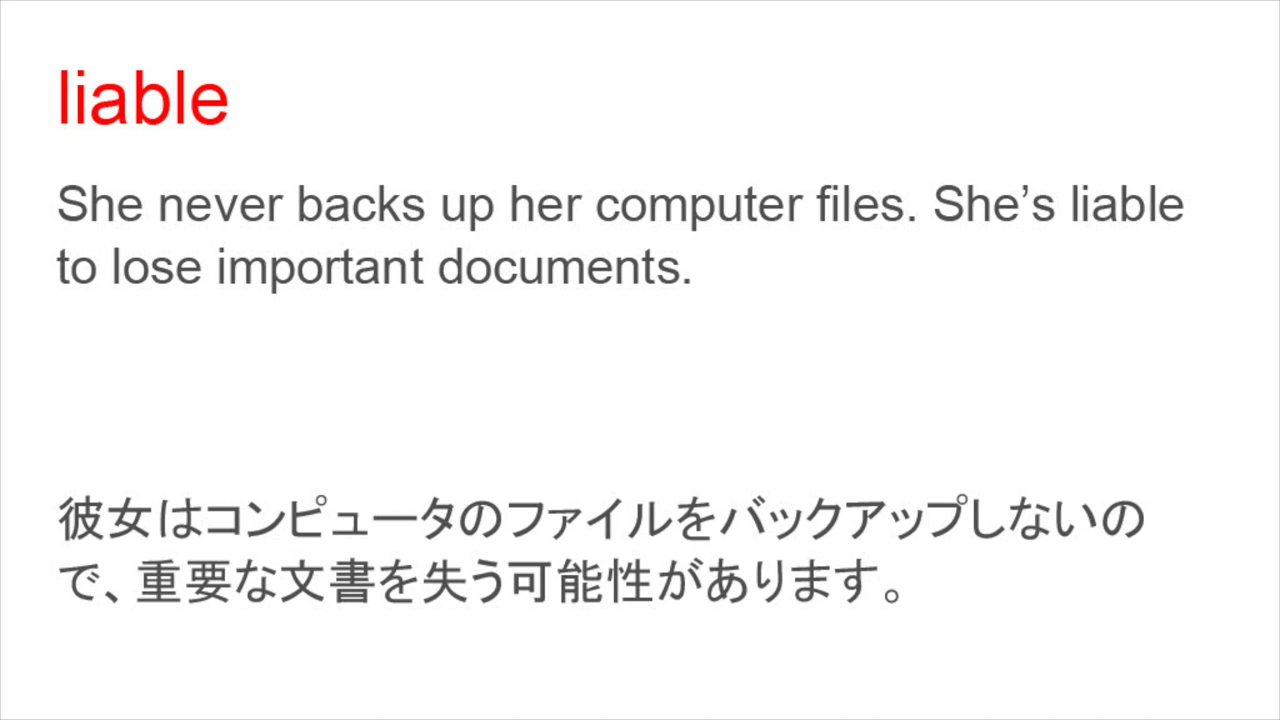 liable
She never backs up her computer files. She’s liable
to lose important documents.
彼女はコンピュータのファイルをバックアップしないの
で、重要な文書を失う可能性があります。